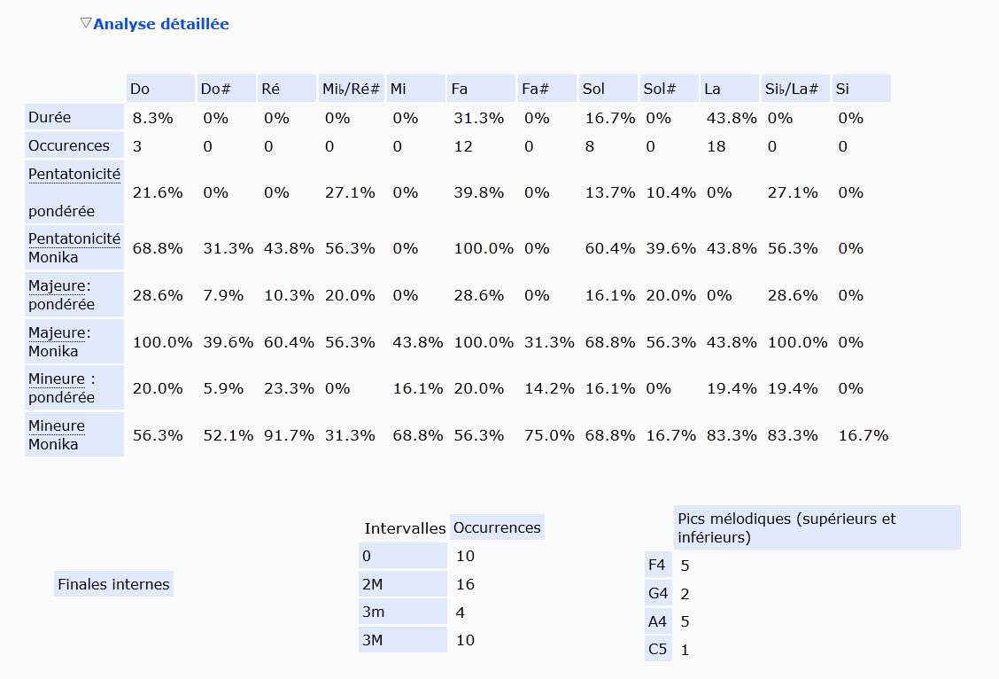 Analyse détaillée
Do Do# Ré Mi♭/Ré# Mi Fa Fa# Sol Sol# La Si♭/La# Si
Durée 8.3% 0% 0% 0% 0% 31.3% 0% 16.7% 0% 43.8% 0% 0%
Occurences 3 0 0 0 0 12 0 8 0 18 0 0
Pentatonicité
pondérée 21.6% 0% 0% 27.1% 0% 39.8% 0% 13.7% 10.4% 0% 27.1% 0%
Pentatonicité
Monika 68.8% 31.3% 43.8% 56.3% 0% 100.0% 0% 60.4% 39.6% 43.8% 56.3% 0%
Majeure:
pondérée 28.6% 7.9% 10.3% 20.0% 0% 28.6% 0% 16.1% 20.0% 0% 28.6% 0%
Majeure:
Monika 100.0% 39.6% 60.4% 56.3% 43.8% 100.0% 31.3% 68.8% 56.3% 43.8% 100.0% 0%
Mineure :
pondérée 20.0% 5.9% 23.3% 0% 16.1% 20.0% 14.2% 16.1% 0% 19.4% 19.4% 0%
Mineure
Monika 56.3% 52.1% 91.7% 31.3% 68.8% 56.3% 75.0% 68.8% 16.7% 83.3% 83.3% 16.7%
Finales internes
Intervalles Occurrences
0 10
2M 16
3m 4
3M 10
Pics mélodiques (supérieurs et
inférieurs)
F4 5
G4 2
A4 5
C5 1